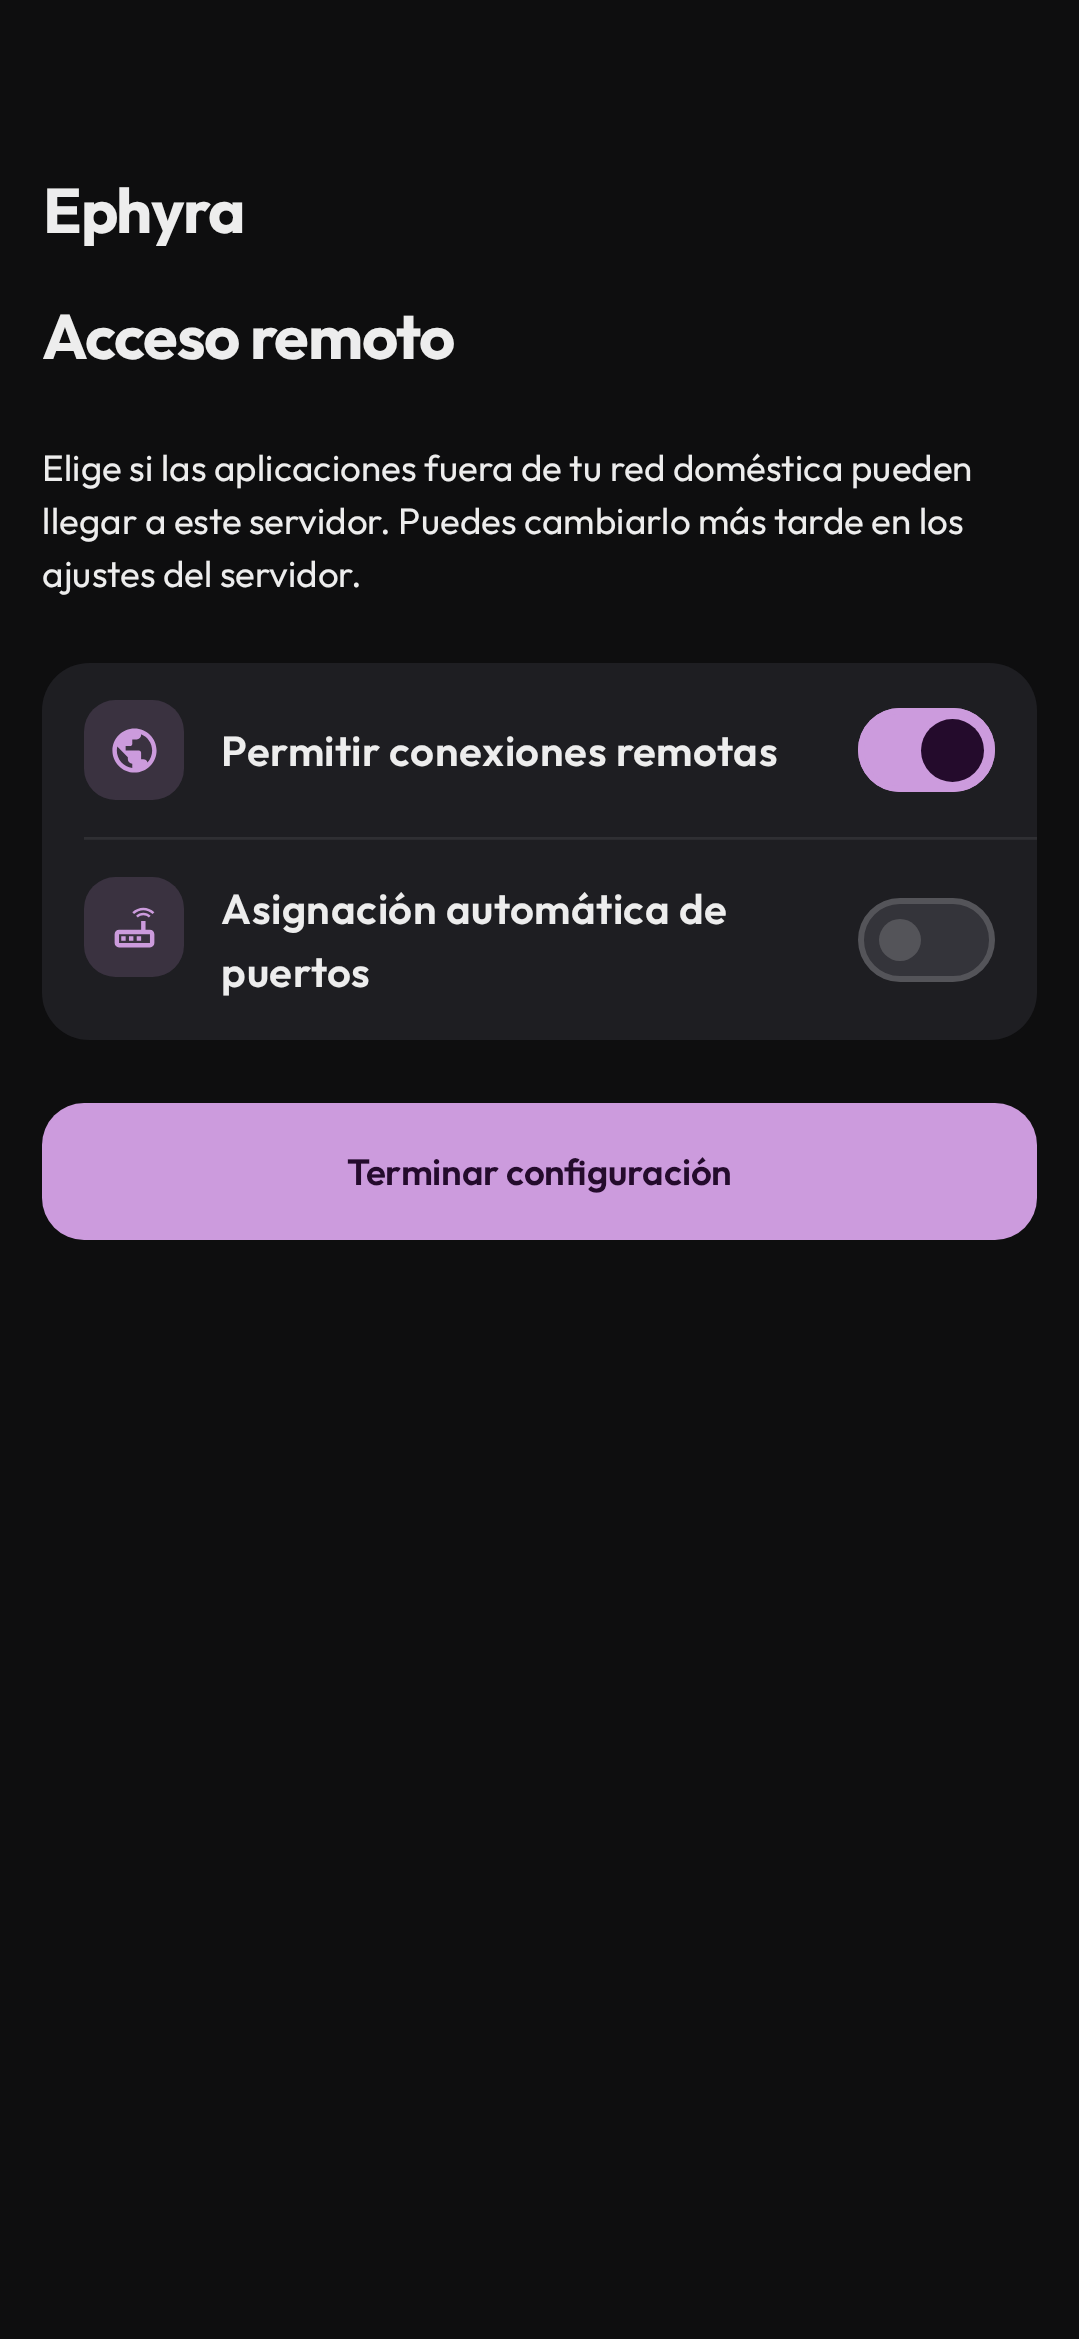 Ephyra
Acceso remoto
Elige si las aplicaciones fuera de tu red doméstica pueden
llegar a este servidor. Puedes cambiarlo más tarde en los
ajustes del servidor.
Permitir conexiones remotas
Asignación automática de
puertos
Terminar configuración